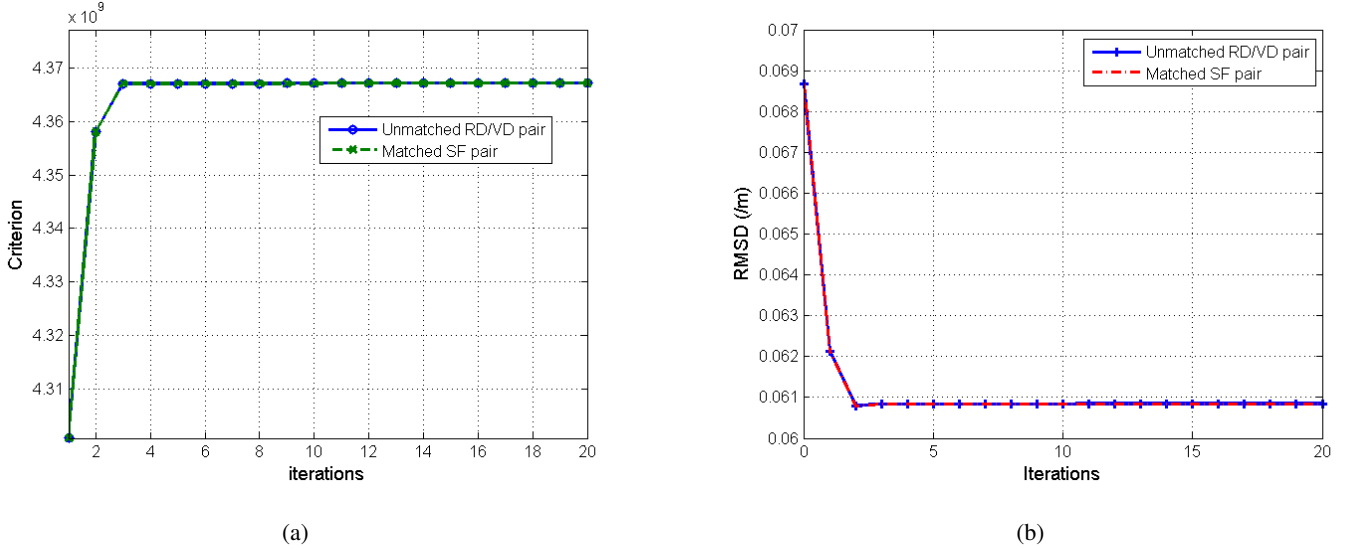 x 10^9
4.37
4.36
4.35
4.34
4.33
4.32
4.31
2 4 6 8 10 12 14 16 18 20
Criterion
iterations
Unmatched RD/VD pair
Matched SF pair
(a)
0.07
0.069
0.068
0.067
0.066
0.065
0.064
0.063
0.062
0.061
0.06
0 5 10 15 20
RMSD (/m)
Iterations
Unmatched RD/VD pair
Matched SF pair
(b)